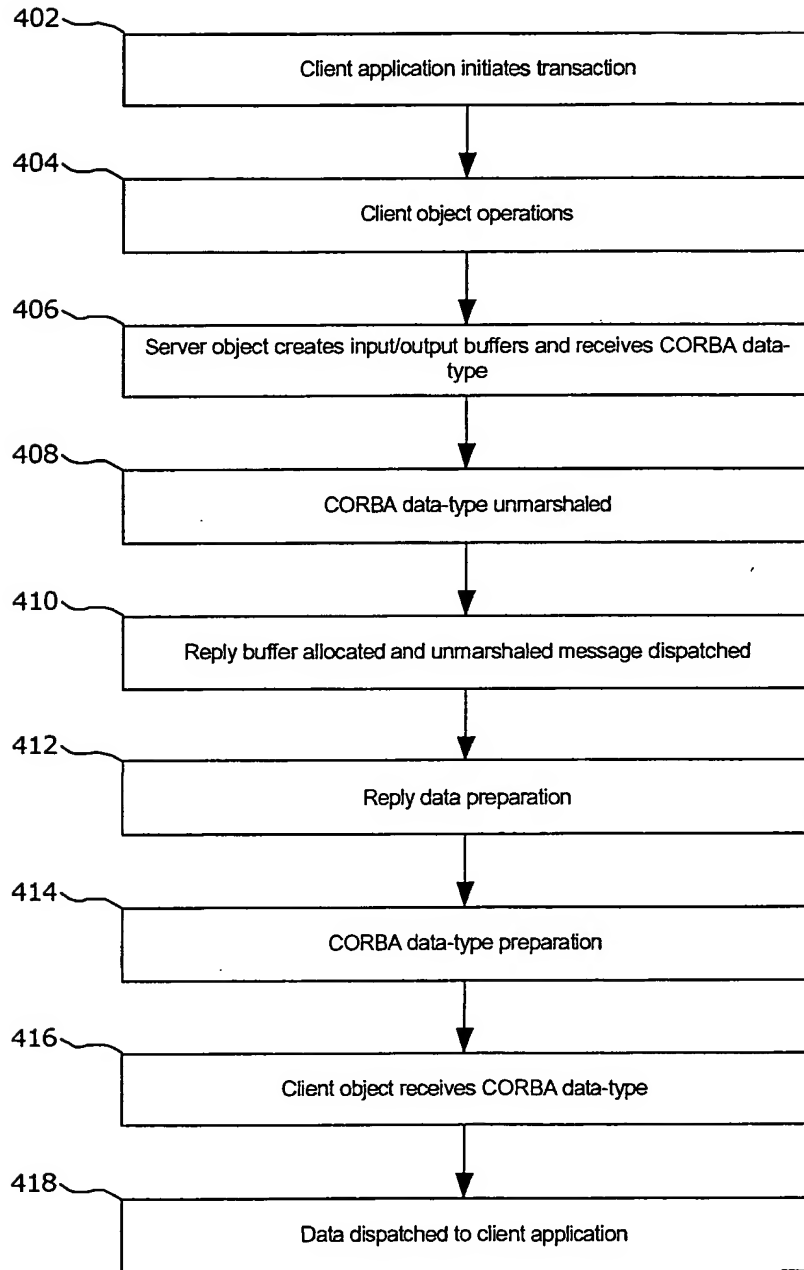 402
Client application initiates transaction
404
Client object operations
406
Server object creates input/output buffers and receives CORBA data-
type
408
CORBA data-type unmarshaled
410
Reply buffer allocated and unmarshaled message dispatched
412
Reply data preparation
414
CORBA data-type preparation
416
Client object receives CORBA data-type
418
Data dispatched to client application